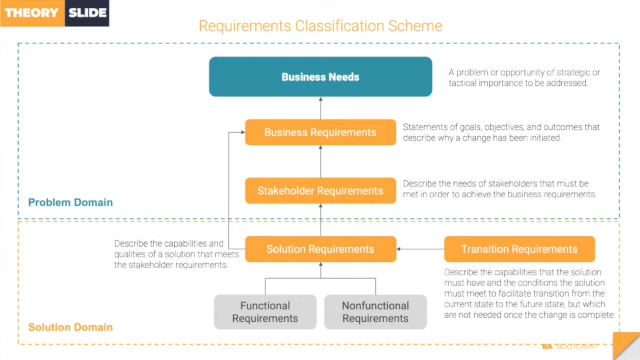 THEORY SLIDE
Requirements Classification Scheme
Business Needs
A problem or opportunity of strategic or
tactical importance to be addressed.
Business Requirements
Statements of goals, objectives, and outcomes that
describe why a change has been initiated.
Stakeholder Requirements
Describe the needs of stakeholders that must be
met in order to achieve the business requirements.
Problem Domain
Describe the capabilities and
qualities of a solution that meets
the stakeholder requirements.
Solution Requirements
Transition Requirements
Describe the capabilities that the solution
must have and the conditions the solution
must meet to facilitate transition from the
current state to the future state, but which
are not needed once the change is complete.
Functional
Requirements
Nonfunctional
Requirements
Solution Domain
BA BOOTCAMP